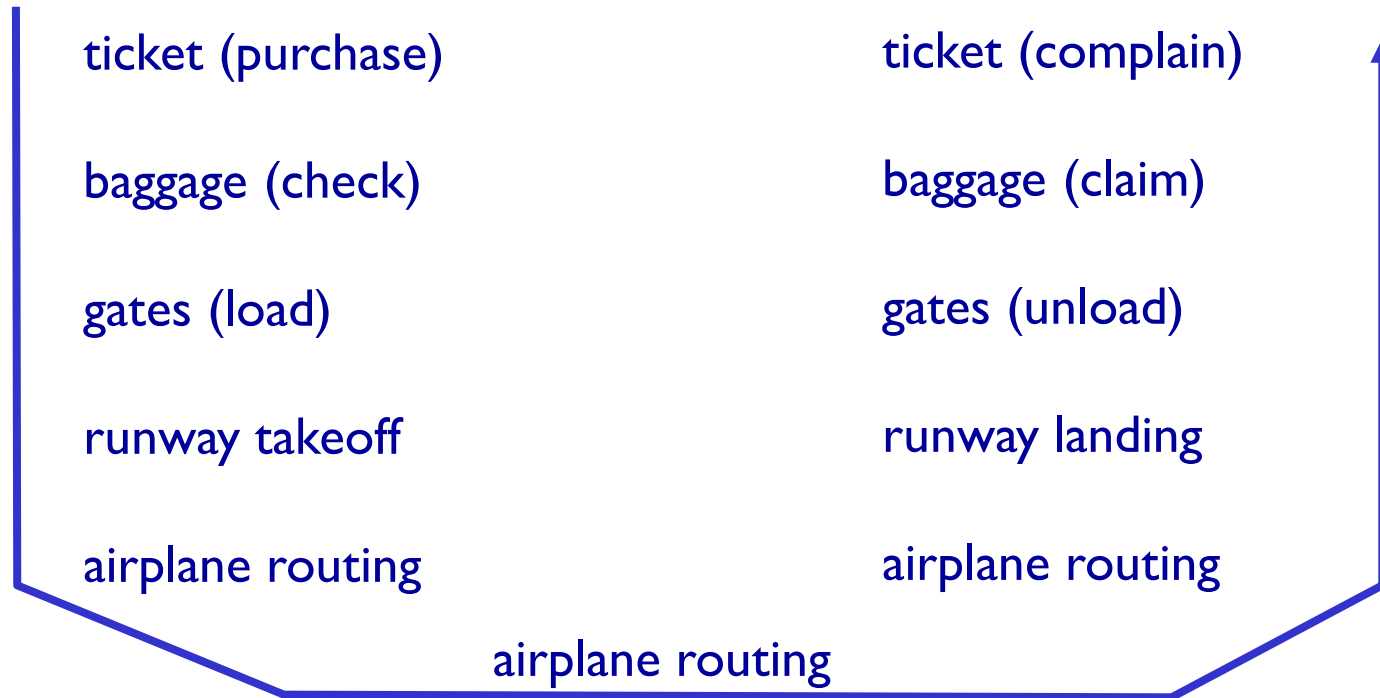 ticket (purchase)
baggage (check)
gates (load)
runway takeoff
airplane routing
ticket (complain)
baggage (claim)
gates (unload)
runway landing
airplane routing
airplane routing